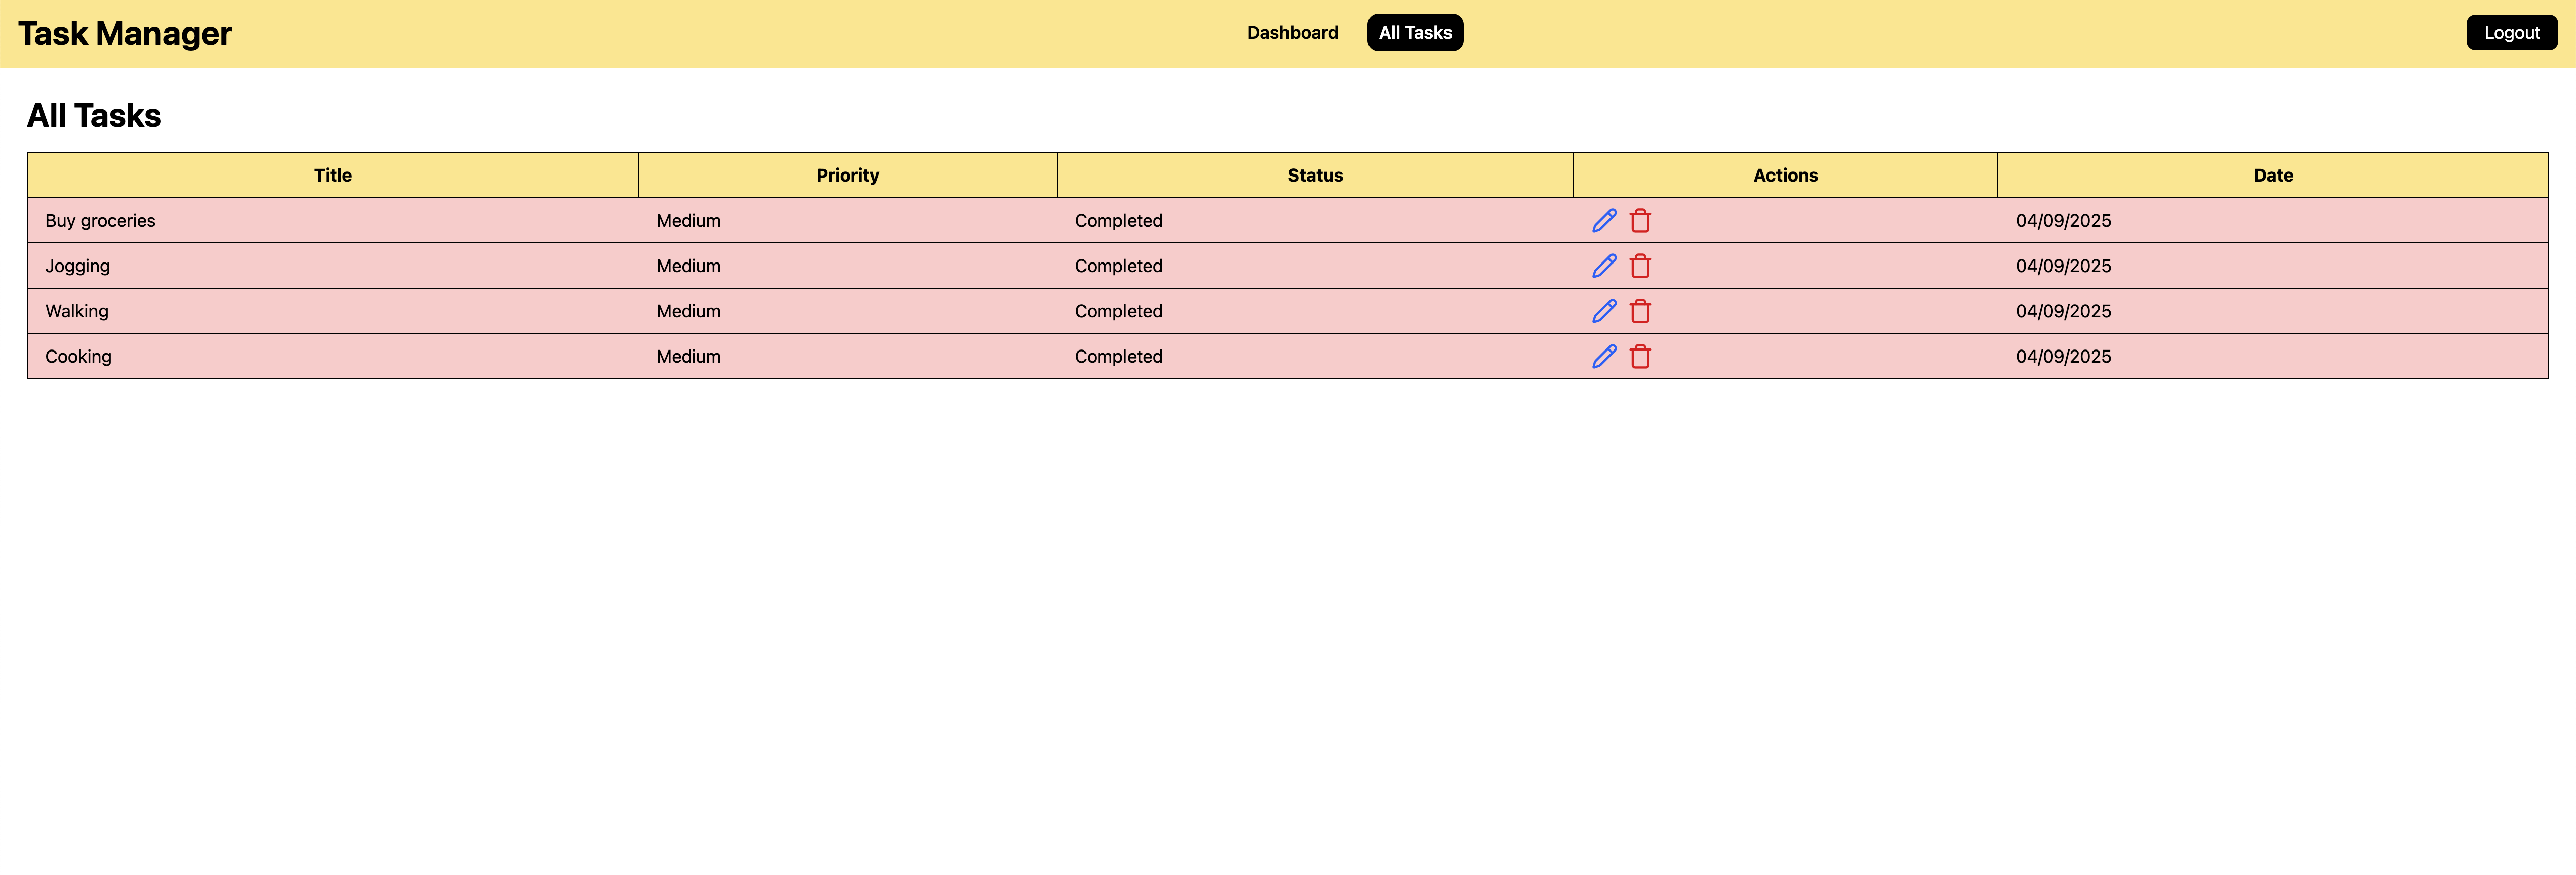 Task Manager Dashboard All Tasks Logout
All Tasks
Title Priority Status Actions Date
Buy groceries Medium Completed 04/09/2025
Jogging Medium Completed 04/09/2025
Walking Medium Completed 04/09/2025
Cooking Medium Completed 04/09/2025